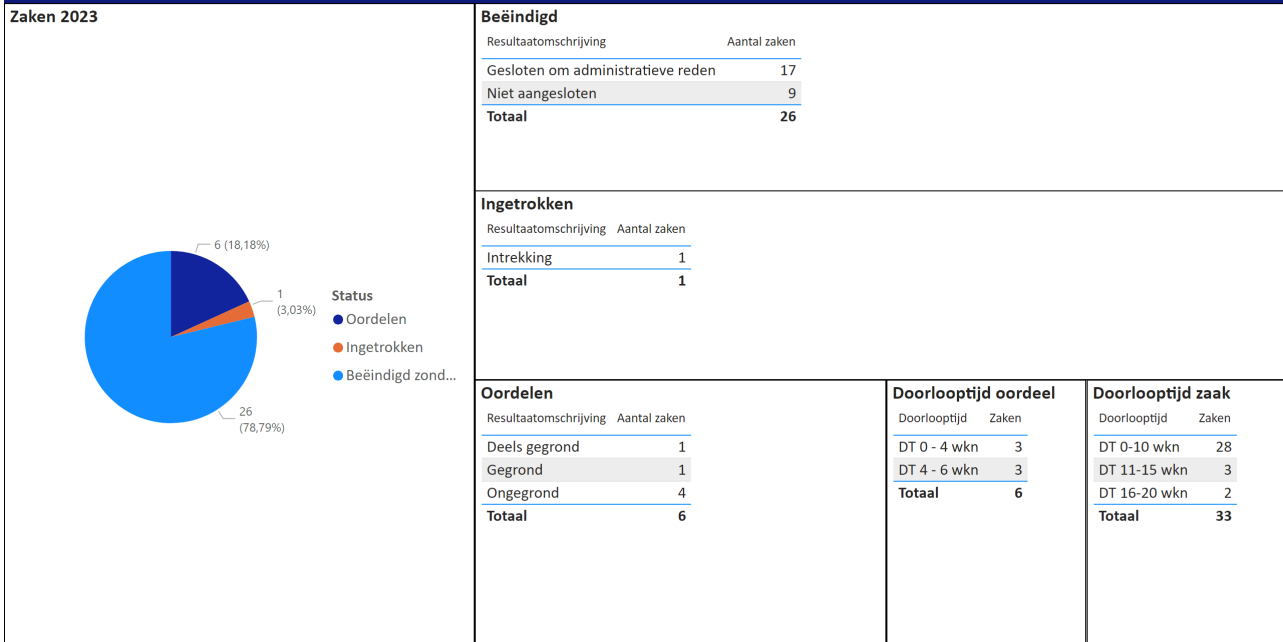 Zaken 2023
6 (18,18%)
1
(3,03%)
26
(78,79%)
Status
Oordelen
Ingetrokken
Beëindigd zond...
Beëindigd
Resultaatomschrijving Aantal zaken
Gesloten om administratieve reden 17
Niet aangesloten 9
Totaal 26
Ingetrokken
Resultaatomschrijving Aantal zaken
Intrekking 1
Totaal 1
Oordelen
Resultaatomschrijving Aantal zaken
Deels gegrond 1
Gegrond 1
Ongegrond 4
Totaal 6
Doorlooptijd oordeel
Doorlooptijd Zaken
DT 0 - 4 wkn 3
DT 4 - 6 wkn 3
Totaal 6
Doorlooptijd zaak
Doorlooptijd Zaken
DT 0-10 wkn 28
DT 11-15 wkn 3
DT 16-20 wkn 2
Totaal 33